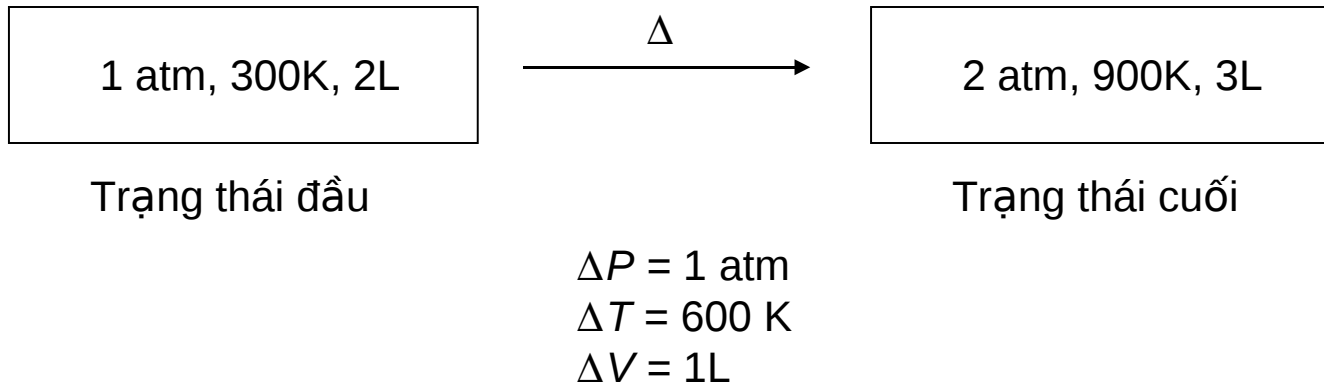 Δ
1 atm, 300K, 2L
2 atm, 900K, 3L
Trạng thái đầu
Trạng thái cuối
ΔP = 1 atm
ΔT = 600 K
ΔV = 1L